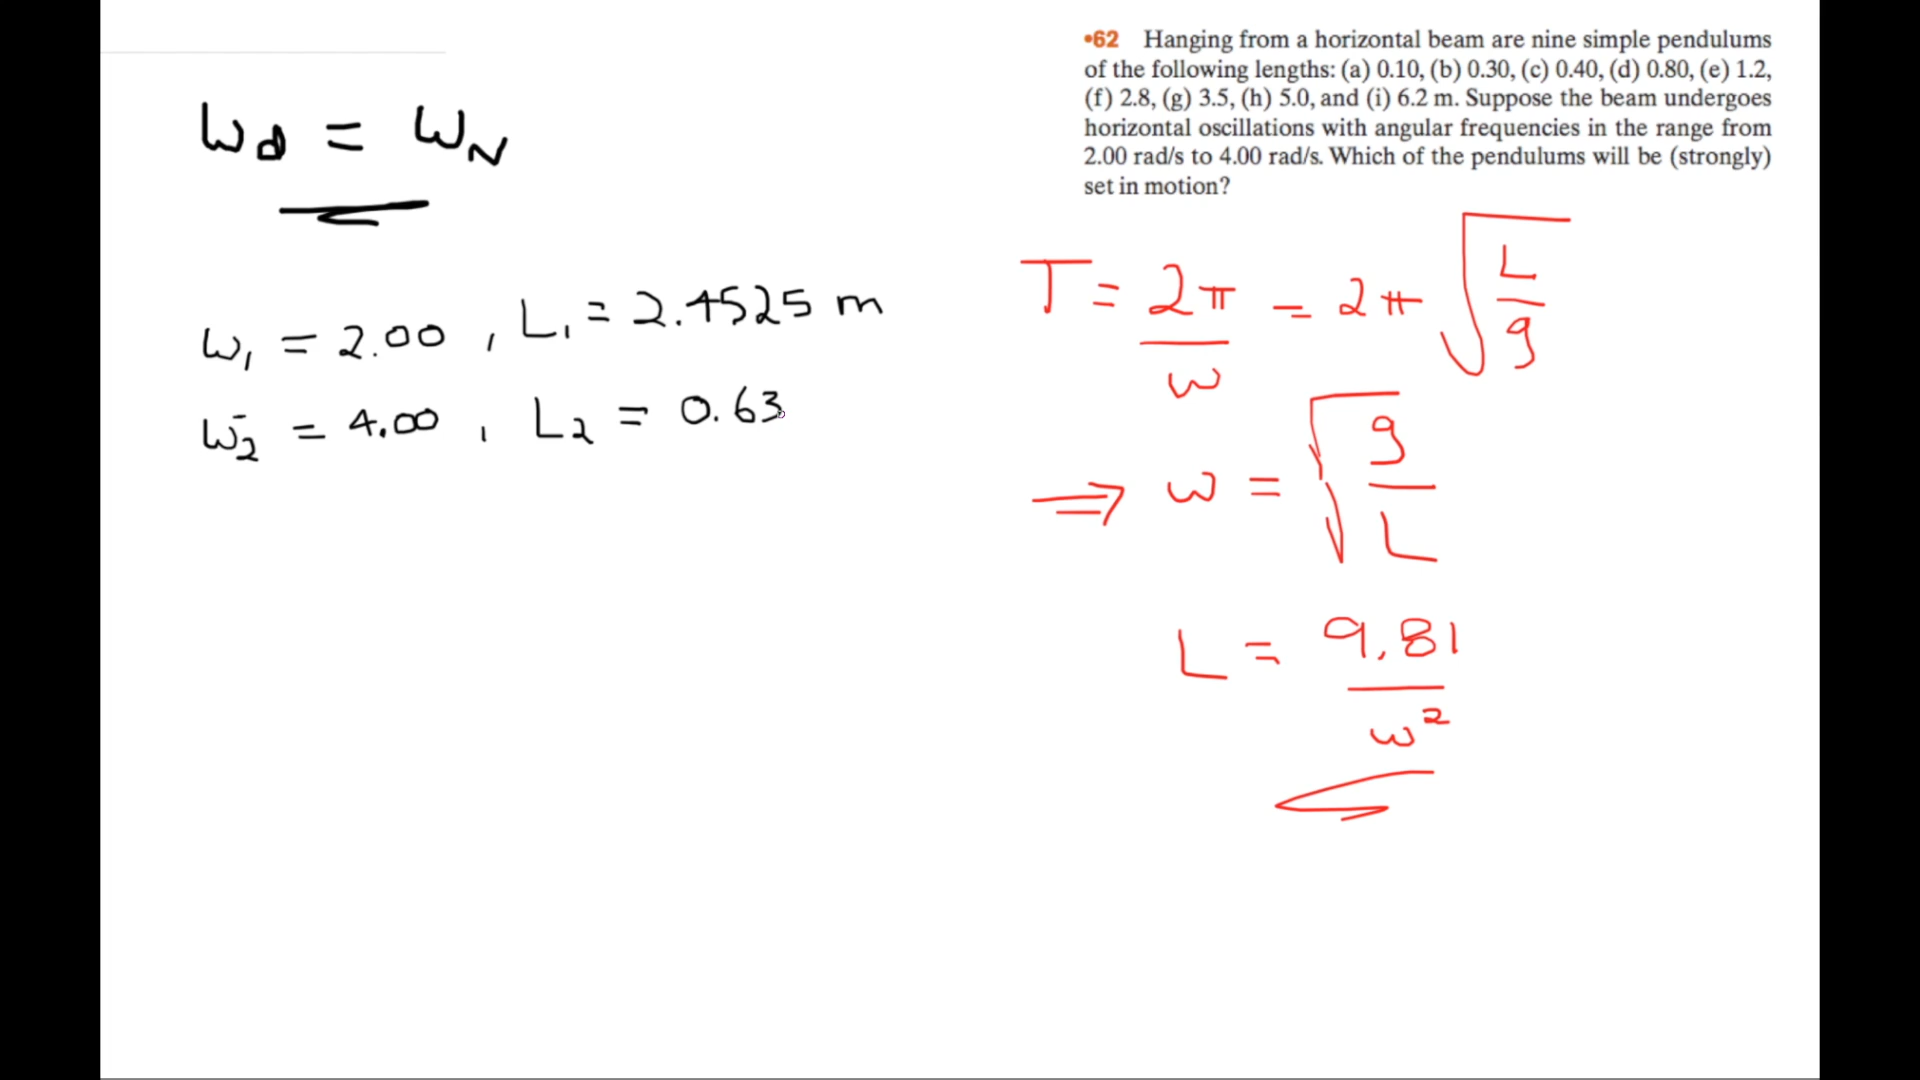 •62 Hanging from a horizontal beam are nine simple pendulums
of the following lengths: (a) 0.10, (b) 0.30, (c) 0.40, (d) 0.80, (e) 1.2,
(f) 2.8, (g) 3.5, (h) 5.0, and (i) 6.2 m. Suppose the beam undergoes
horizontal oscillations with angular frequencies in the range from
2.00 rad/s to 4.00 rad/s. Which of the pendulums will be (strongly)
set in motion?
ωd = ωN
ω1 = 2.00 , L1 = 2.4525 m
ω2 = 4.00 , L2 = 0.63
T = 2π/ω = 2π √(L/g)
⇒ ω = √(g/L)
L = 9.81/ω²